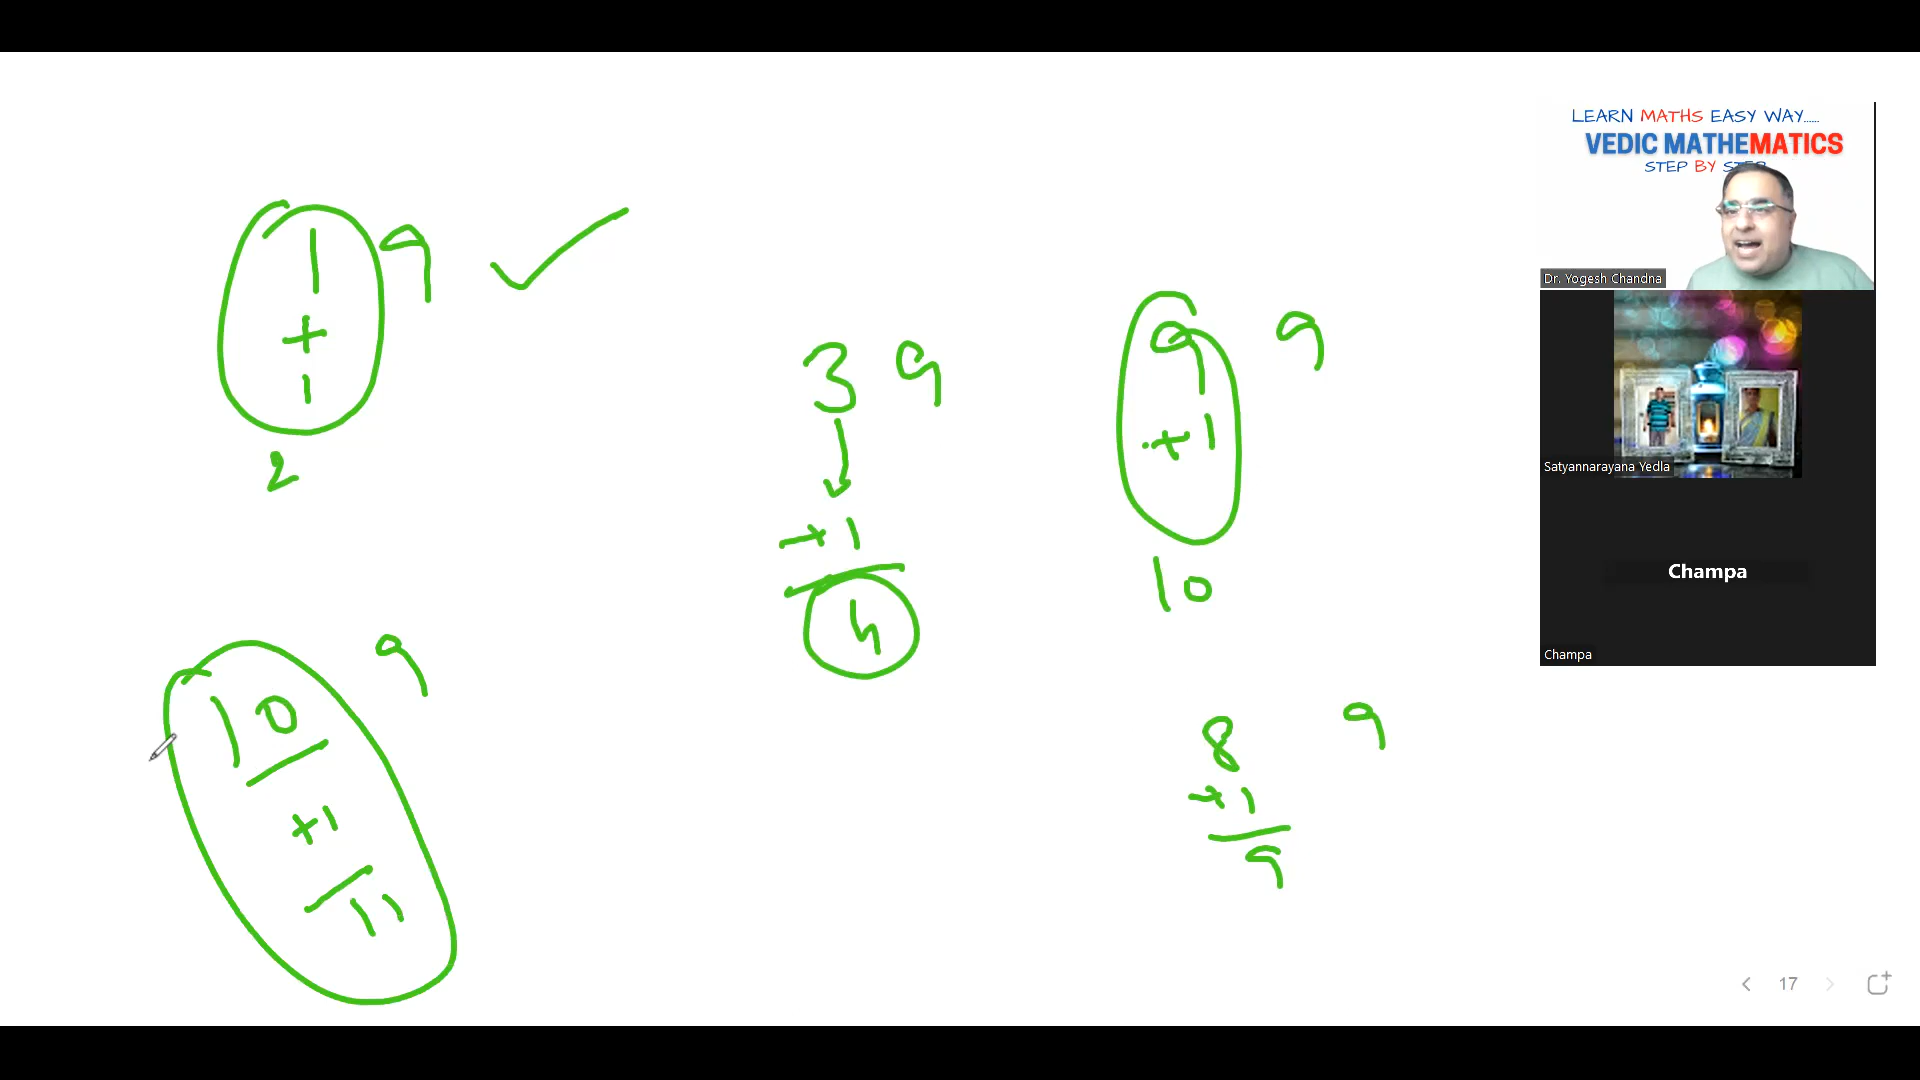 LEARN MATHS EASY WAY......
VEDIC MATHEMATICS
STEP BY STEP
Dr. Yogesh Chandna
Satyannarayana Yedla
Champa
Champa
1 9
+
1
2
3 9
+1
4
9 9
+1
10
10 9
+1
11
8 9
+1
9
17